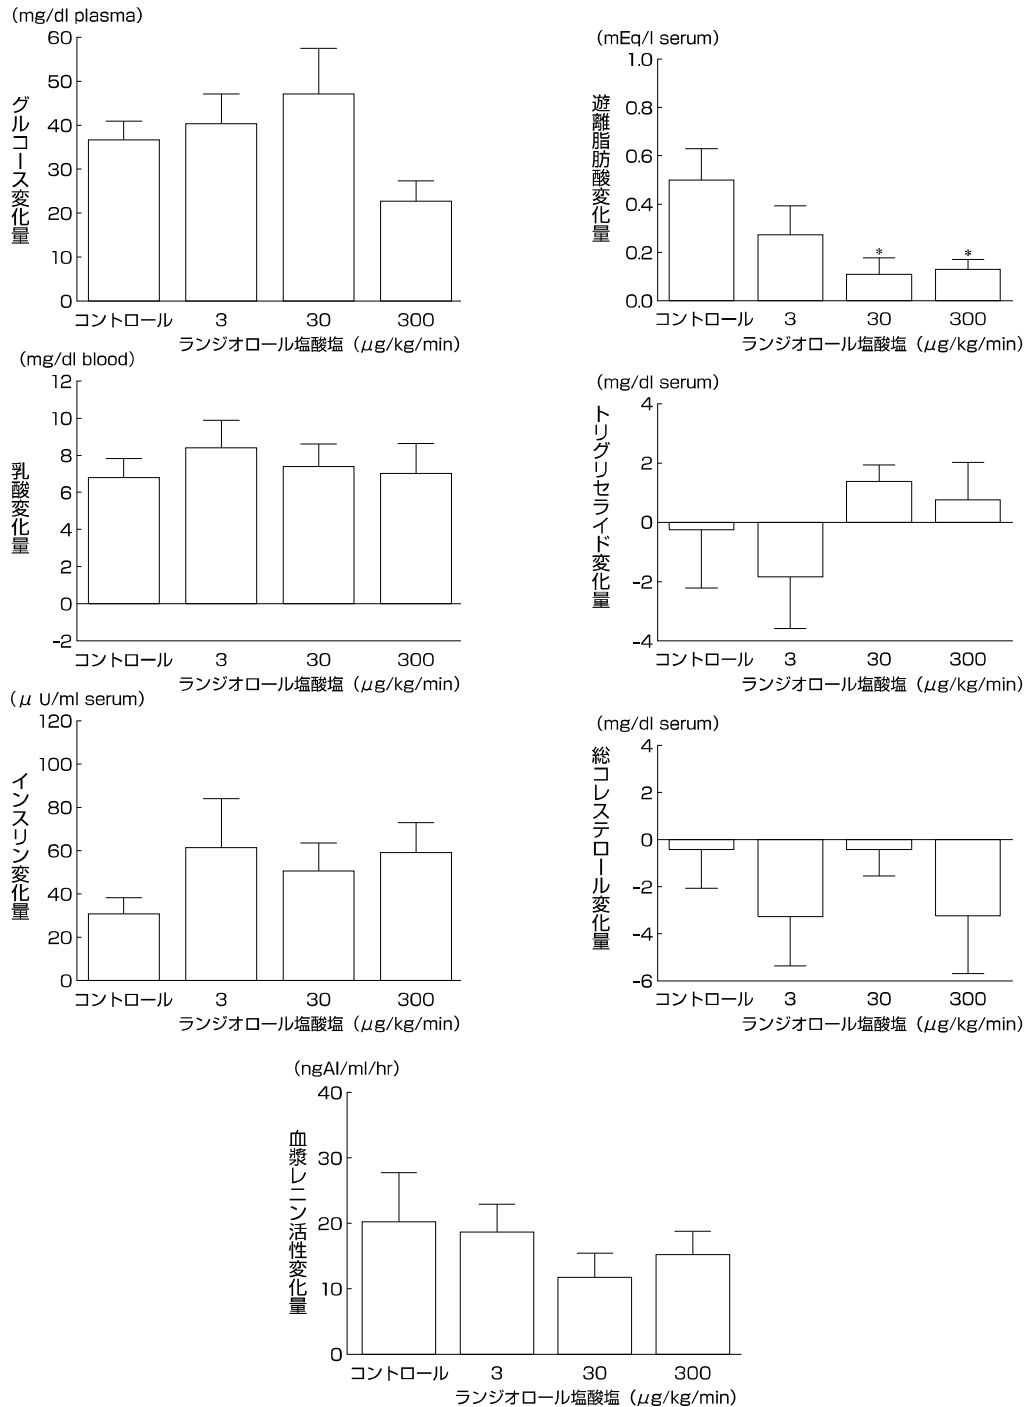 (mg/dl plasma)
グルコース変化量
60
50
40
30
20
10
0
コントロール 3 30 300
ランジオロール塩酸塩（μg/kg/min）
(mEq/l serum)
遊離脂肪酸変化量
1.0
0.8
0.6
0.4
0.2
0.0
* *
コントロール 3 30 300
ランジオロール塩酸塩（μg/kg/min）
(mg/dl blood)
乳酸変化量
12
10
8
6
4
2
0
-2
コントロール 3 30 300
ランジオロール塩酸塩（μg/kg/min）
(mg/dl serum)
トリグリセライド変化量
4
2
0
-2
-4
コントロール 3 30 300
ランジオロール塩酸塩（μg/kg/min）
(μ U/ml serum)
インスリン変化量
120
100
80
60
40
20
0
コントロール 3 30 300
ランジオロール塩酸塩（μg/kg/min）
(mg/dl serum)
総コレステロール変化量
4
2
0
-2
-4
-6
コントロール 3 30 300
ランジオロール塩酸塩（μg/kg/min）
(ngAI/ml/hr)
血漿レニン活性変化量
40
30
20
10
0
コントロール 3 30 300
ランジオロール塩酸塩（μg/kg/min）